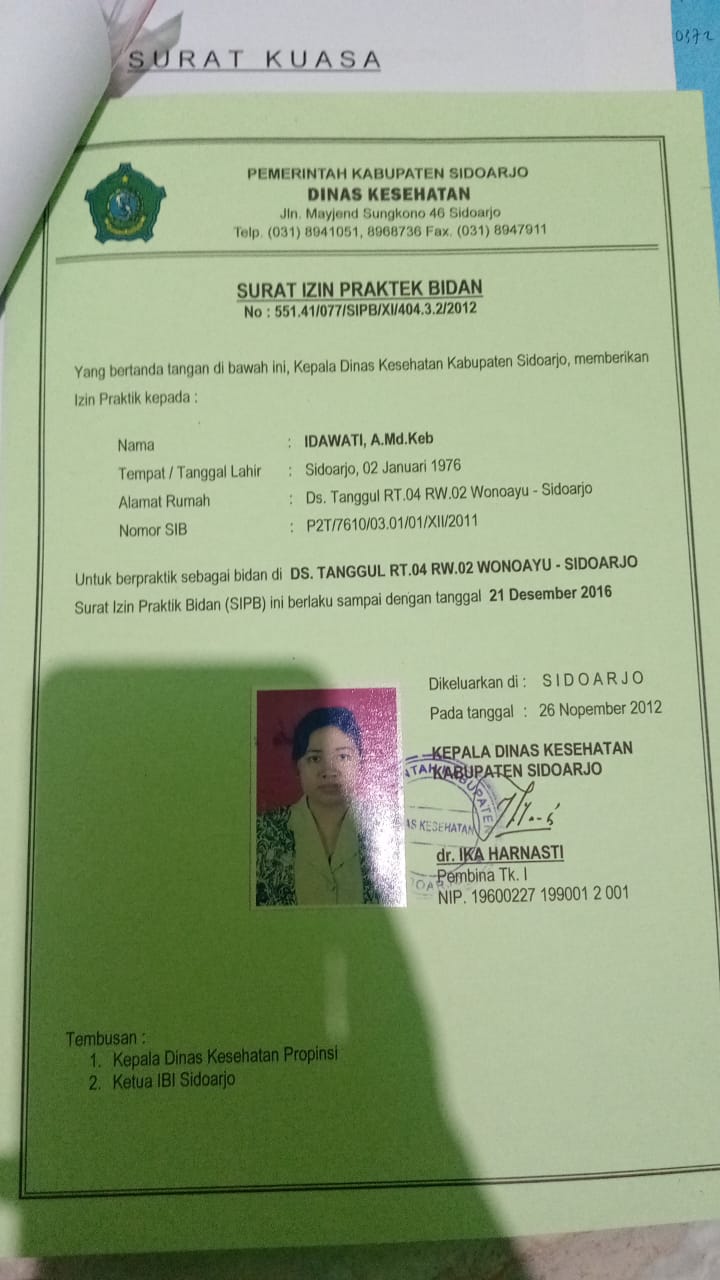 0372
SURAT KUASA
PEMERINTAH KABUPATEN SIDOARJO
DINAS KESEHATAN
Jln. Mayjend Sungkono 46 Sidoarjo
Telp. (031) 8941051, 8968736 Fax. (031) 8947911
SURAT IZIN PRAKTEK BIDAN
No : 551.41/077/SIPB/XI/404.3.2/2012
Yang bertanda tangan di bawah ini, Kepala Dinas Kesehatan Kabupaten Sidoarjo, memberikan
Izin Praktik kepada :
Nama : IDAWATI, A.Md.Keb
Tempat / Tanggal Lahir : Sidoarjo, 02 Januari 1976
Alamat Rumah : Ds. Tanggul RT.04 RW.02 Wonoayu - Sidoarjo
Nomor SIB : P2T/7610/03.01/01/XII/2011
Untuk berpraktik sebagai bidan di DS. TANGGUL RT.04 RW.02 WONOAYU - SIDOARJO
Surat Izin Praktik Bidan (SIPB) ini berlaku sampai dengan tanggal 21 Desember 2016
Dikeluarkan di : SIDOARJO
Pada tanggal : 26 Nopember 2012
KEPALA DINAS KESEHATAN
KABUPATEN SIDOARJO
KABUPATEN
KESEHATAN
dr. IKA HARNASTI
Pembina Tk. I
NIP. 19600227 199001 2 001
Tembusan :
1. Kepala Dinas Kesehatan Propinsi
2. Ketua IBI Sidoarjo